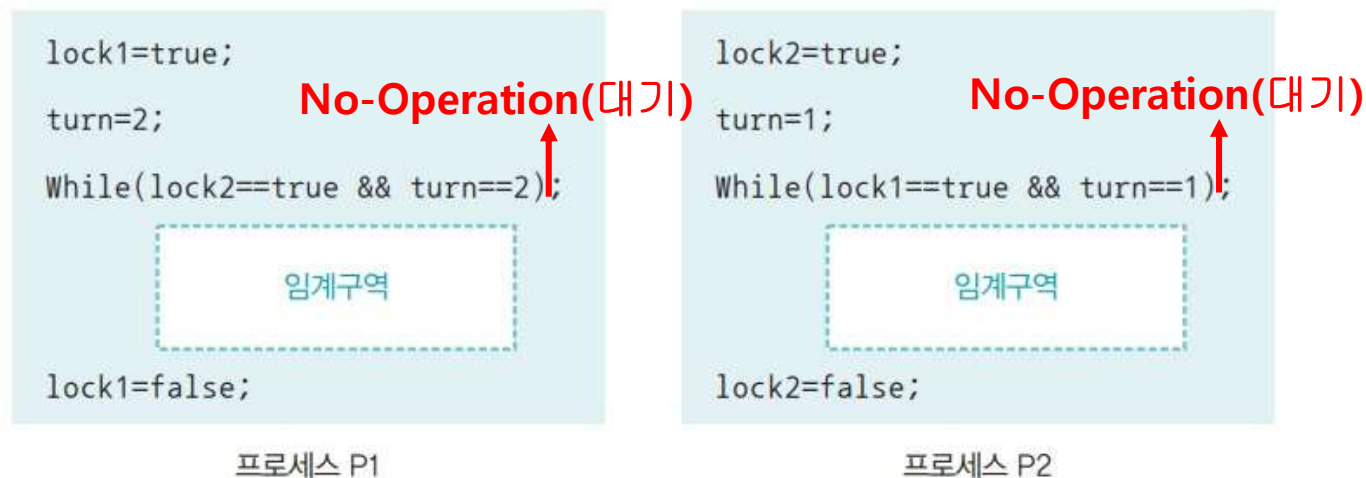 lock1=true;
No-Operation(대기)
turn=2;
While(lock2==true && turn==2);
임계구역
lock1=false;
프로세스 P1
lock2=true;
No-Operation(대기)
turn=1;
While(lock1==true && turn==1);
임계구역
lock2=false;
프로세스 P2